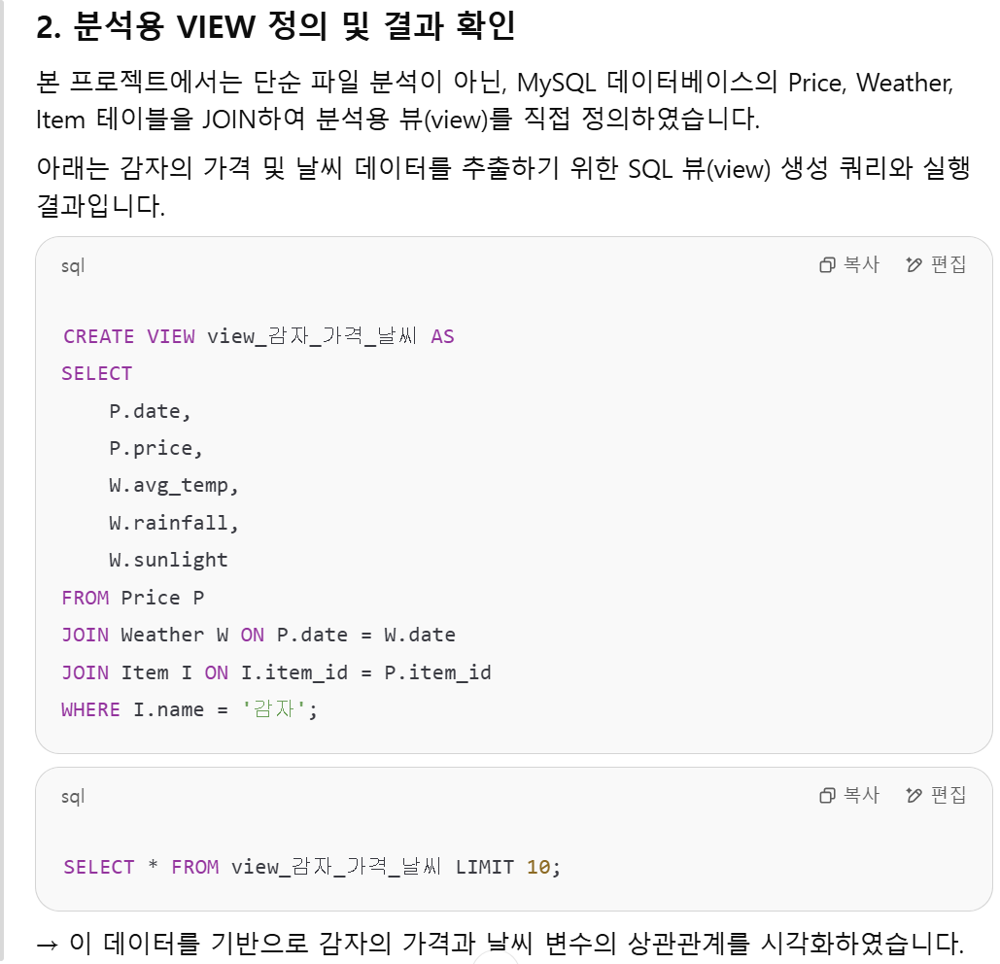 2. 분석용 VIEW 정의 및 결과 확인
본 프로젝트에서는 단순 파일 분석이 아닌, MySQL 데이터베이스의 Price, Weather,
Item 테이블을 JOIN하여 분석용 뷰(view)를 직접 정의하였습니다.
아래는 감자의 가격 및 날씨 데이터를 추출하기 위한 SQL 뷰(view) 생성 쿼리와 실행
결과입니다.
sql 복사 편집
CREATE VIEW view_감자_가격_날씨 AS
SELECT
    P.date,
    P.price,
    W.avg_temp,
    W.rainfall,
    W.sunlight
FROM Price P
JOIN Weather W ON P.date = W.date
JOIN Item I ON I.item_id = P.item_id
WHERE I.name = '감자';
sql 복사 편집
SELECT * FROM view_감자_가격_날씨 LIMIT 10;
→ 이 데이터를 기반으로 감자의 가격과 날씨 변수의 상관관계를 시각화하였습니다.